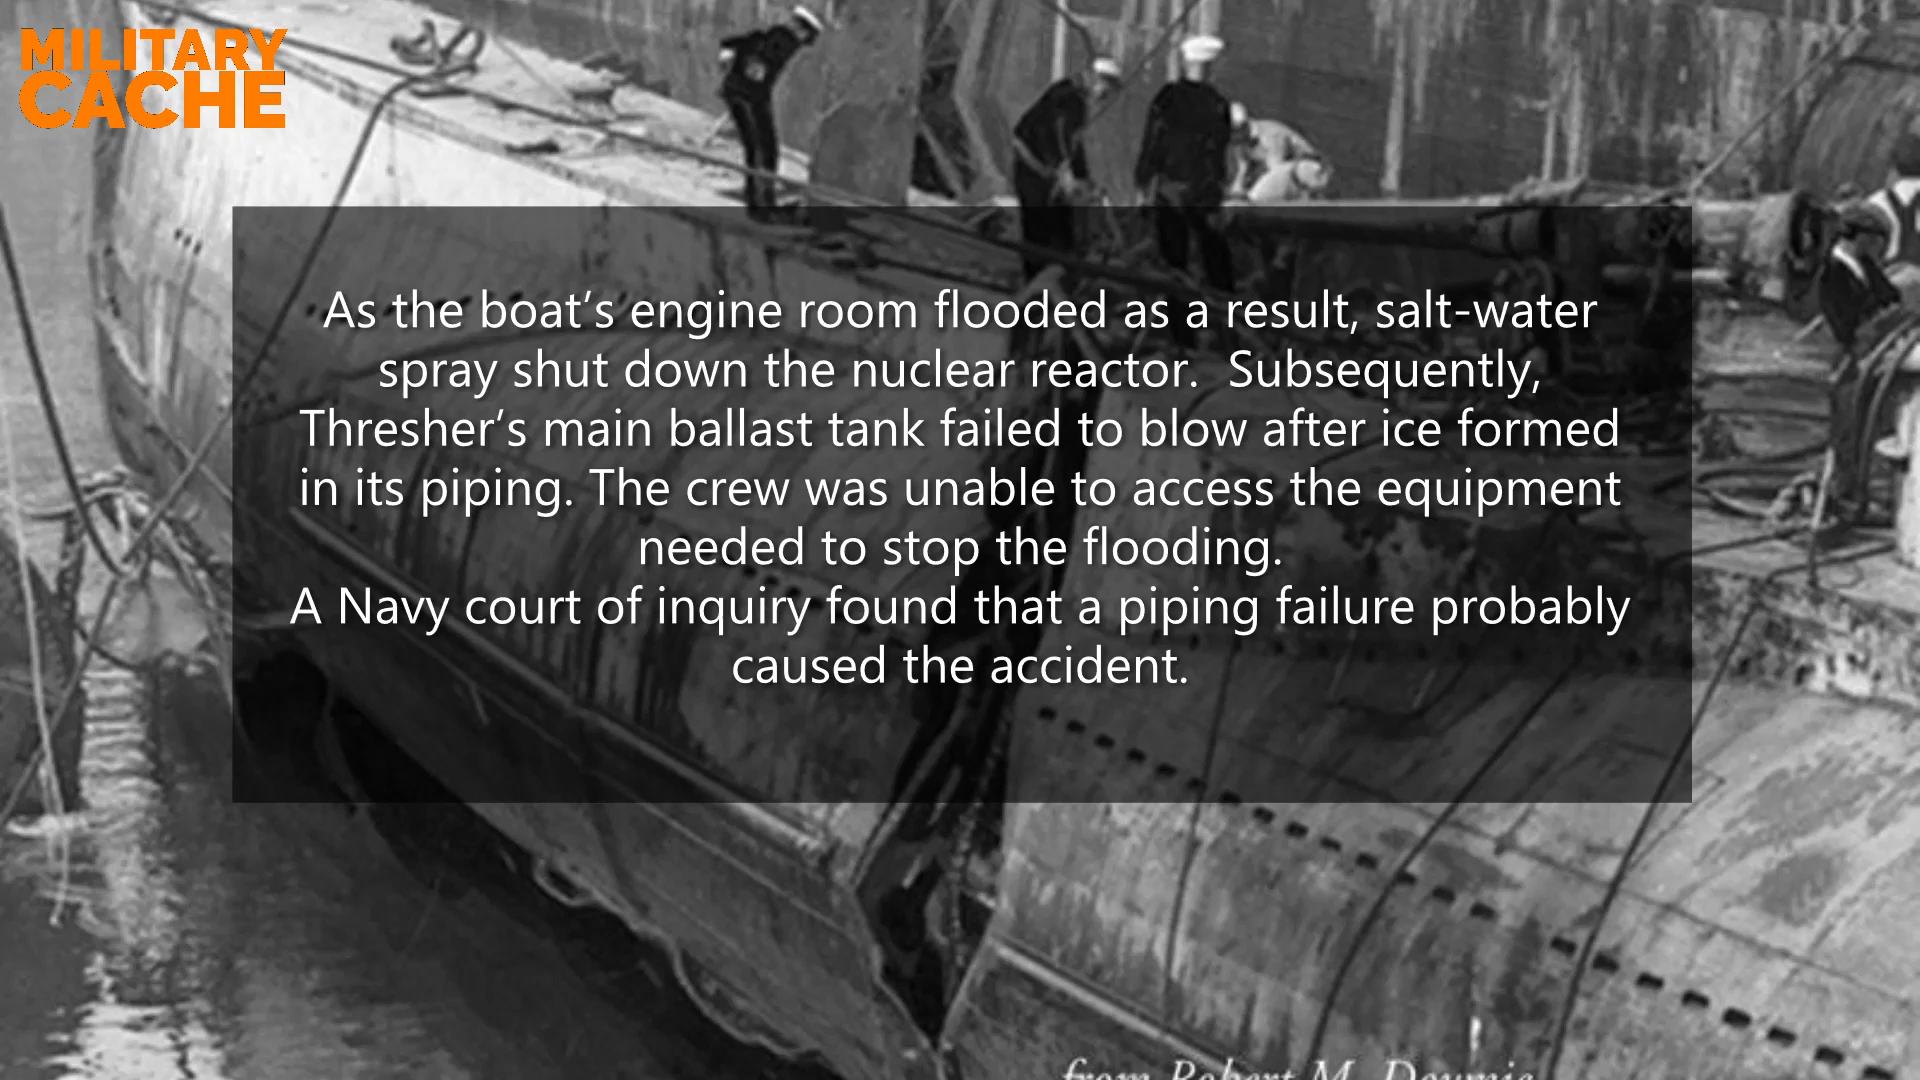 MILITARY
CACHE
As the boat’s engine room flooded as a result, salt-water
spray shut down the nuclear reactor.  Subsequently,
Thresher’s main ballast tank failed to blow after ice formed
in its piping. The crew was unable to access the equipment
needed to stop the flooding.
A Navy court of inquiry found that a piping failure probably
caused the accident.
from Robert M. Downie